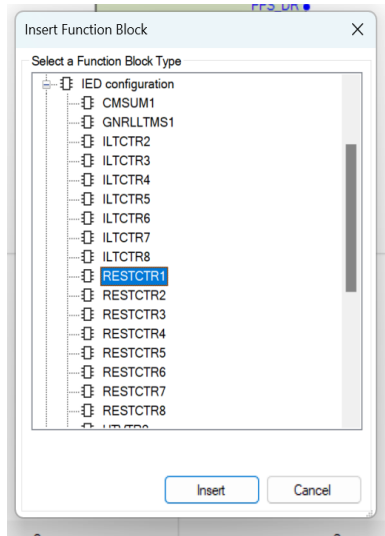 FFS_DR
Insert Function Block
Select a Function Block Type
IED configuration
CMSUM1
GNRLLTMS1
ILTCTR2
ILTCTR3
ILTCTR4
ILTCTR5
ILTCTR6
ILTCTR7
ILTCTR8
RESTCTR1
RESTCTR2
RESTCTR3
RESTCTR4
RESTCTR5
RESTCTR6
RESTCTR7
RESTCTR8
Insert
Cancel